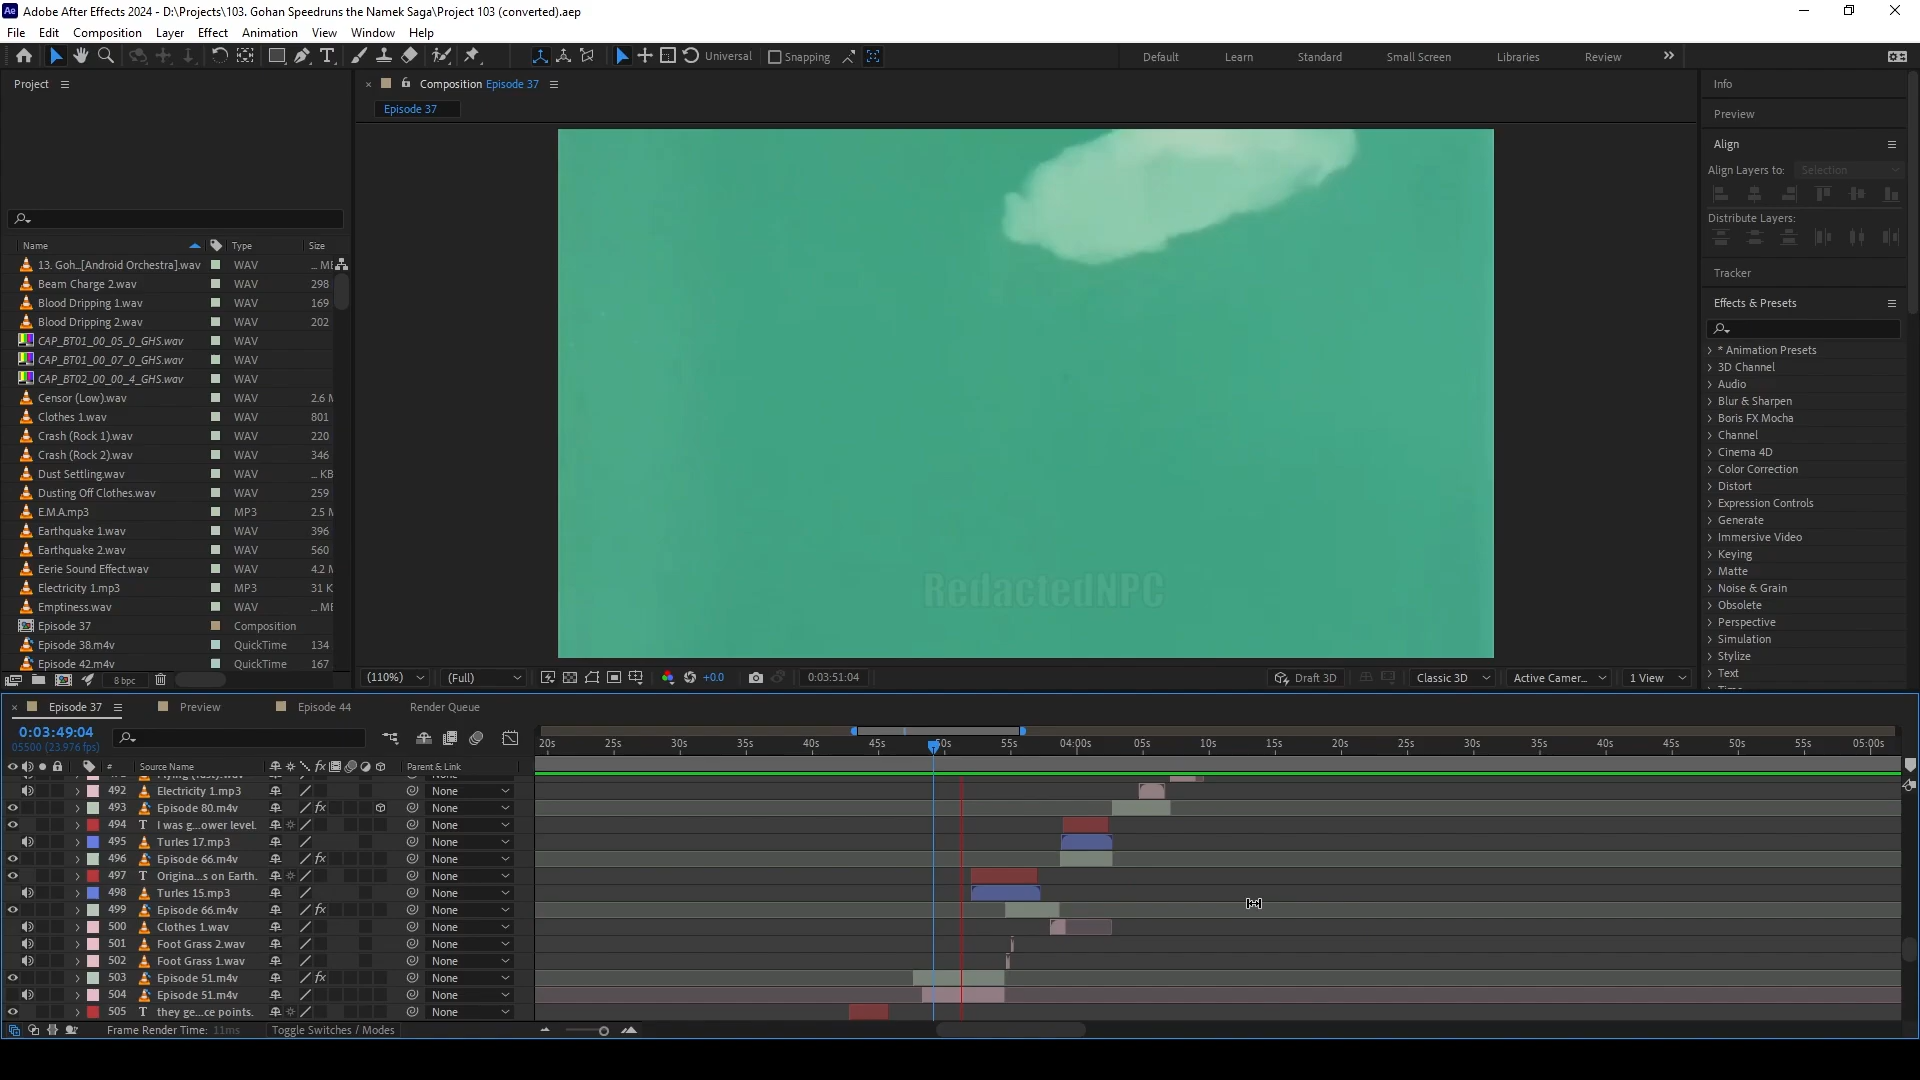 Adobe After Effects 2024 - D:\Projects\103. Gohan Speedruns the Namek Saga\Project 103 (converted).aep
File Edit Composition Layer Effect Animation View Window Help
Universal Snapping Default Learn Standard Small Screen Libraries Review
Project
Composition Episode 37
Episode 37
Name Type Size
13. Goh...[Android Orchestra].wav WAV
Beam Charge 2.wav WAV 298
Blood Dripping 1.wav WAV 169
Blood Dripping 2.wav WAV 202
CAP_BT01_00_05_0_GHS.wav WAV
CAP_BT01_00_07_0_GHS.wav WAV
CAP_BT02_00_00_4_GHS.wav WAV
Censor (Low).wav WAV 2.6
Clothes 1.wav WAV 801
Crash (Rock 1).wav WAV 220
Crash (Rock 2).wav WAV 346
Dust Settling.wav WAV ... KB
Dusting Off Clothes.wav WAV 259
E.M.A.mp3 MP3 2.5
Earthquake 1.wav WAV 396
Earthquake 2.wav WAV 560
Eerie Sound Effect.wav WAV 4.2
Electricity 1.mp3 MP3 31 K
Emptiness.wav WAV
Episode 37 Composition
Episode 38.m4v QuickTime 134
Episode 42.m4v QuickTime 167
8 bpc
RedactedNPC
(110%) (Full) +0.0 0:03:51:04 Draft 3D Classic 3D Active Camer... 1 View
Info
Preview
Align
Align Layers to: Selection
Distribute Layers:
Tracker
Effects & Presets
* Animation Presets
3D Channel
Audio
Blur & Sharpen
Boris FX Mocha
Channel
Cinema 4D
Color Correction
Distort
Expression Controls
Generate
Immersive Video
Keying
Matte
Noise & Grain
Obsolete
Perspective
Simulation
Stylize
Text
Episode 37 Preview Episode 44 Render Queue
0:03:49:04
05500 (23.976 fps)
20s 25s 30s 35s 40s 45s 50s 55s 04:00s 05s 10s 15s 20s 25s 30s 35s 40s 45s 50s 55s 05:00s
# Source Name fx Parent & Link
492 Electricity 1.mp3 None
493 Episode 80.m4v fx None
494 T I was g...ower level. None
495 Turles 17.mp3 None
496 Episode 66.m4v fx None
497 T Origina...s on Earth. None
498 Turles 15.mp3 None
499 Episode 66.m4v fx None
500 Clothes 1.wav None
501 Foot Grass 2.wav None
502 Foot Grass 1.wav None
503 Episode 51.m4v fx None
504 Episode 51.m4v None
505 T they ge...ce points. None
Frame Render Time: 11ms Toggle Switches / Modes